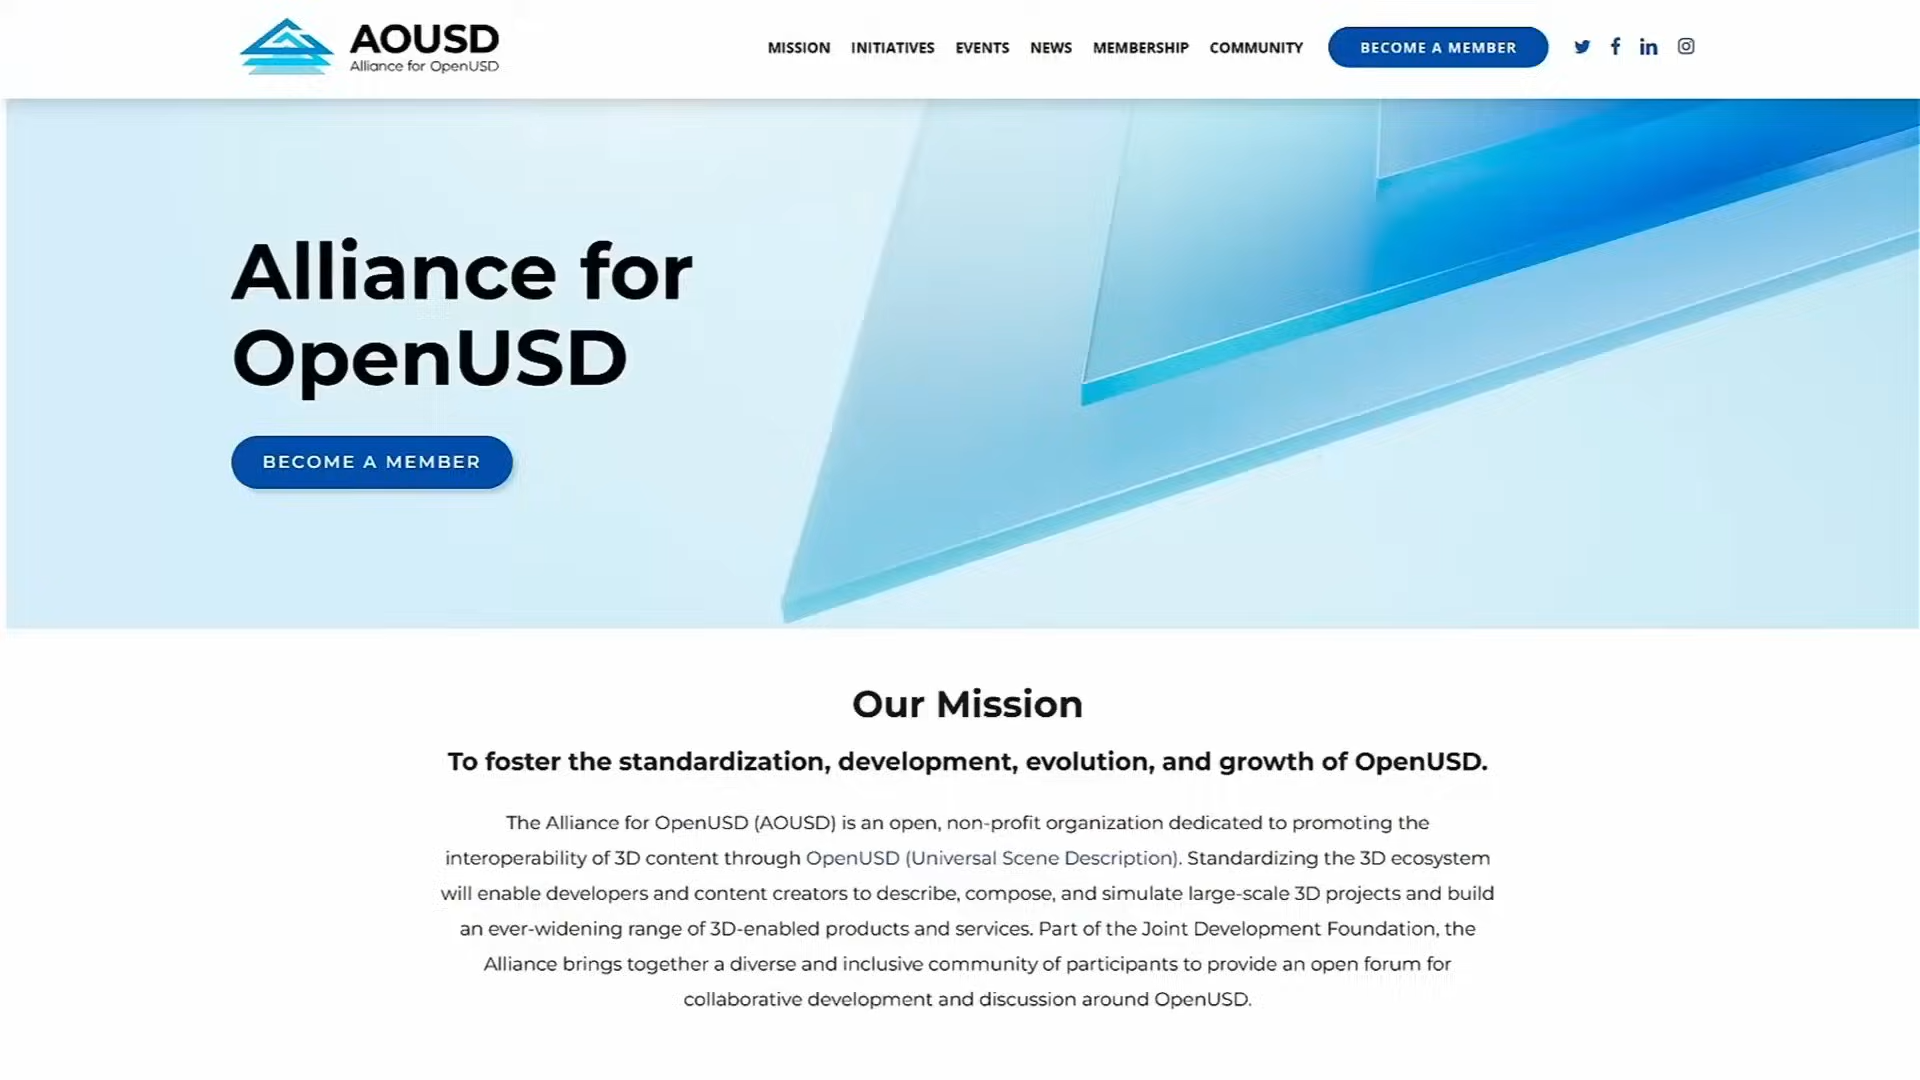 AOUSD
Alliance for OpenUSD
MISSION INITIATIVES EVENTS NEWS MEMBERSHIP COMMUNITY BECOME A MEMBER
Alliance for
OpenUSD
BECOME A MEMBER
Our Mission
To foster the standardization, development, evolution, and growth of OpenUSD.
The Alliance for OpenUSD (AOUSD) is an open, non-profit organization dedicated to promoting the
interoperability of 3D content through OpenUSD (Universal Scene Description). Standardizing the 3D ecosystem
will enable developers and content creators to describe, compose, and simulate large-scale 3D projects and build
an ever-widening range of 3D-enabled products and services. Part of the Joint Development Foundation, the
Alliance brings together a diverse and inclusive community of participants to provide an open forum for
collaborative development and discussion around OpenUSD.